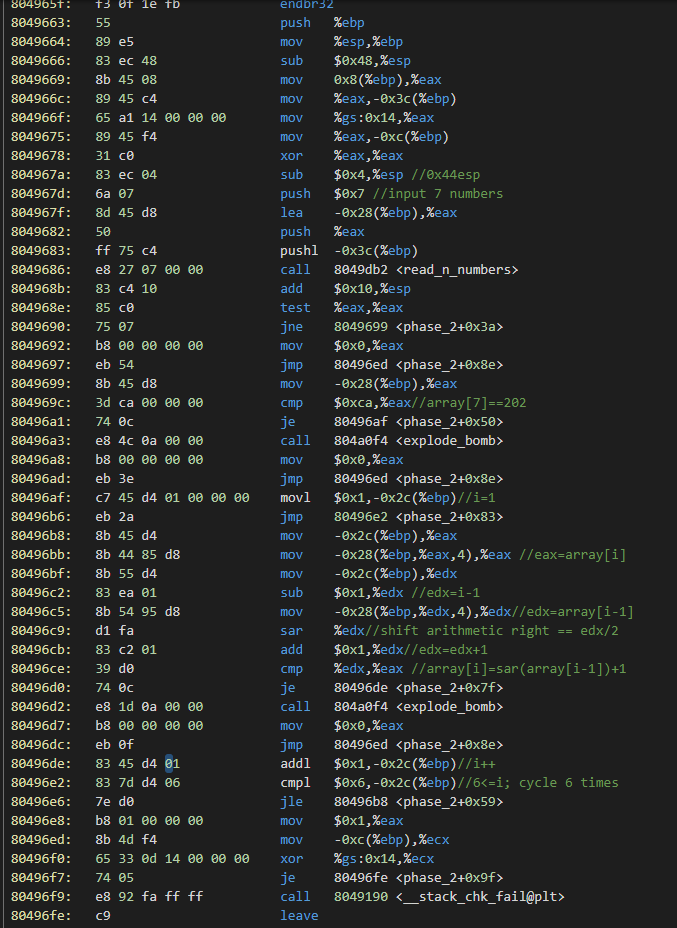 804965f: f3 0f 1e fb endbr32
8049663: 55 push %ebp
8049664: 89 e5 mov %esp,%ebp
8049666: 83 ec 48 sub $0x48,%esp
8049669: 8b 45 08 mov 0x8(%ebp),%eax
804966c: 89 45 c4 mov %eax,-0x3c(%ebp)
804966f: 65 a1 14 00 00 00 mov %gs:0x14,%eax
8049675: 89 45 f4 mov %eax,-0xc(%ebp)
8049678: 31 c0 xor %eax,%eax
804967a: 83 ec 04 sub $0x4,%esp //0x44esp
804967d: 6a 07 push $0x7 //input 7 numbers
804967f: 8d 45 d8 lea -0x28(%ebp),%eax
8049682: 50 push %eax
8049683: ff 75 c4 pushl -0x3c(%ebp)
8049686: e8 27 07 00 00 call 8049db2 <read_n_numbers>
804968b: 83 c4 10 add $0x10,%esp
804968e: 85 c0 test %eax,%eax
8049690: 75 07 jne 8049699 <phase_2+0x3a>
8049692: b8 00 00 00 00 mov $0x0,%eax
8049697: eb 54 jmp 80496ed <phase_2+0x8e>
8049699: 8b 45 d8 mov -0x28(%ebp),%eax
804969c: 3d ca 00 00 00 cmp $0xca,%eax//array[7]==202
80496a1: 74 0c je 80496af <phase_2+0x50>
80496a3: e8 4c 0a 00 00 call 804a0f4 <explode_bomb>
80496a8: b8 00 00 00 00 mov $0x0,%eax
80496ad: eb 3e jmp 80496ed <phase_2+0x8e>
80496af: c7 45 d4 01 00 00 00 movl $0x1,-0x2c(%ebp)//i=1
80496b6: eb 2a jmp 80496e2 <phase_2+0x83>
80496b8: 8b 45 d4 mov -0x2c(%ebp),%eax
80496bb: 8b 44 85 d8 mov -0x28(%ebp,%eax,4),%eax //eax=array[i]
80496bf: 8b 55 d4 mov -0x2c(%ebp),%edx
80496c2: 83 ea 01 sub $0x1,%edx //edx=i-1
80496c5: 8b 54 95 d8 mov -0x28(%ebp,%edx,4),%edx//edx=array[i-1]
80496c9: d1 fa sar %edx//shift arithmetic right == edx/2
80496cb: 83 c2 01 add $0x1,%edx//edx=edx+1
80496ce: 39 d0 cmp %edx,%eax //array[i]=sar(array[i-1])+1
80496d0: 74 0c je 80496de <phase_2+0x7f>
80496d2: e8 1d 0a 00 00 call 804a0f4 <explode_bomb>
80496d7: b8 00 00 00 00 mov $0x0,%eax
80496dc: eb 0f jmp 80496ed <phase_2+0x8e>
80496de: 83 45 d4 01 addl $0x1,-0x2c(%ebp)//i++
80496e2: 83 7d d4 06 cmpl $0x6,-0x2c(%ebp)//6<=i; cycle 6 times
80496e6: 7e d0 jle 80496b8 <phase_2+0x59>
80496e8: b8 01 00 00 00 mov $0x1,%eax
80496ed: 8b 4d f4 mov -0xc(%ebp),%ecx
80496f0: 65 33 0d 14 00 00 00 xor %gs:0x14,%ecx
80496f7: 74 05 je 80496fe <phase_2+0x9f>
80496f9: e8 92 fa ff ff call 8049190 <__stack_chk_fail@plt>
80496fe: c9 leave